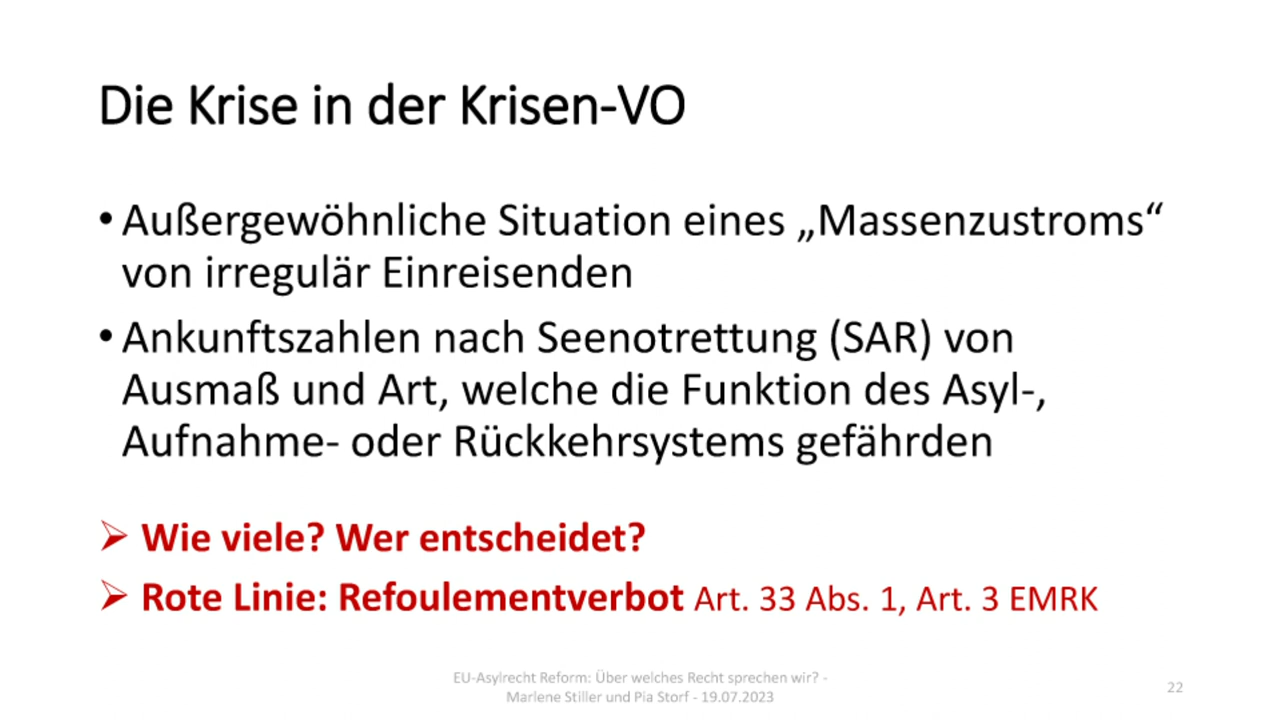 Die Krise in der Krisen-VO
• Außergewöhnliche Situation eines „Massenzustroms“
von irregulär Einreisenden
• Ankunftszahlen nach Seenotrettung (SAR) von
Ausmaß und Art, welche die Funktion des Asyl-,
Aufnahme- oder Rückkehrsystems gefährden
➢ Wie viele? Wer entscheidet?
➢ Rote Linie: Refoulementverbot Art. 33 Abs. 1, Art. 3 EMRK
EU-Asylrecht Reform: Über welches Recht sprechen wir? -
Marlene Stiller und Pia Storf - 19.07.2023
22